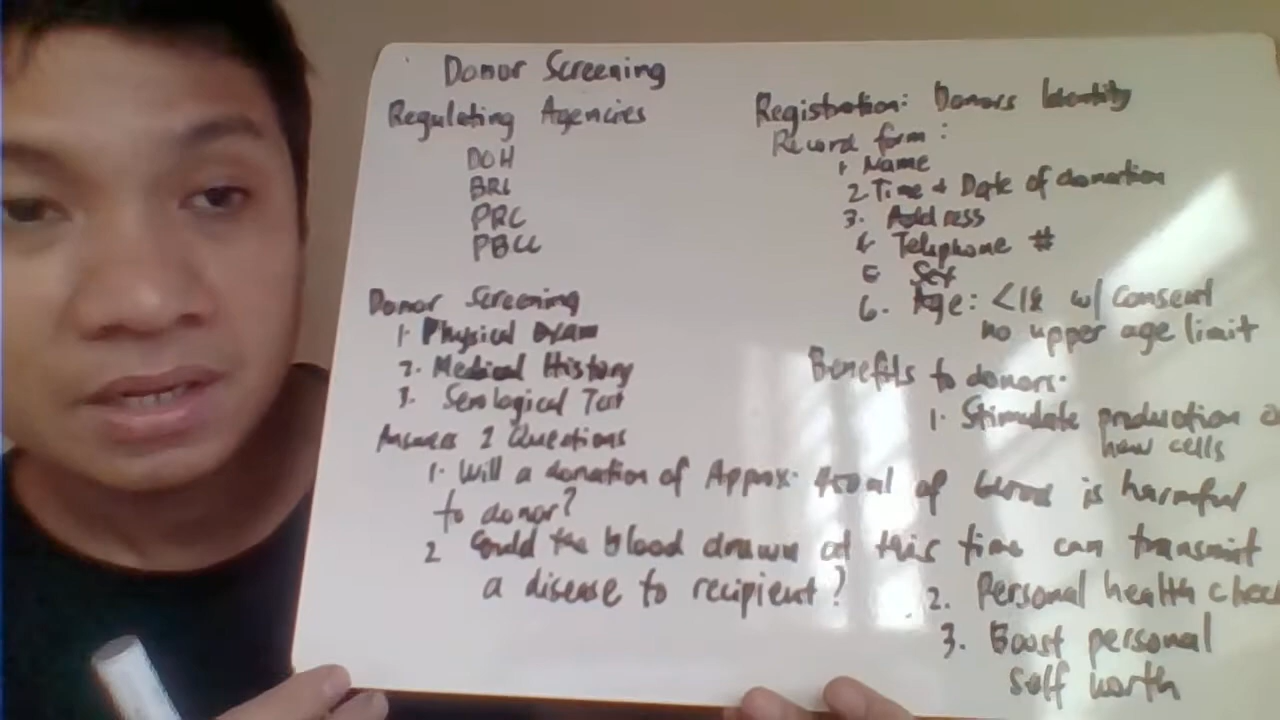 Donor Screening
Regulating Agencies
DOH
PRC
Donor Screening
1. Physical exam
2. Medical History
3. Serological Test
Answers 2 Questions
1. Will a donation of Approx. 450 ml of blood is harmful
to donor?
2 Could the blood drawn at this time can transmit
a disease to recipient?
Registration: Donors Identity
Record form:
1. Name
2. Time & Date of donation
3. Address
4 Telephone #
5 Sex
6. Age: <18 w/ consent
no upper age limit
Benefits to donors.
1. Stimulate production
new cells
2. Personal health check
3. Boost personal
self worth